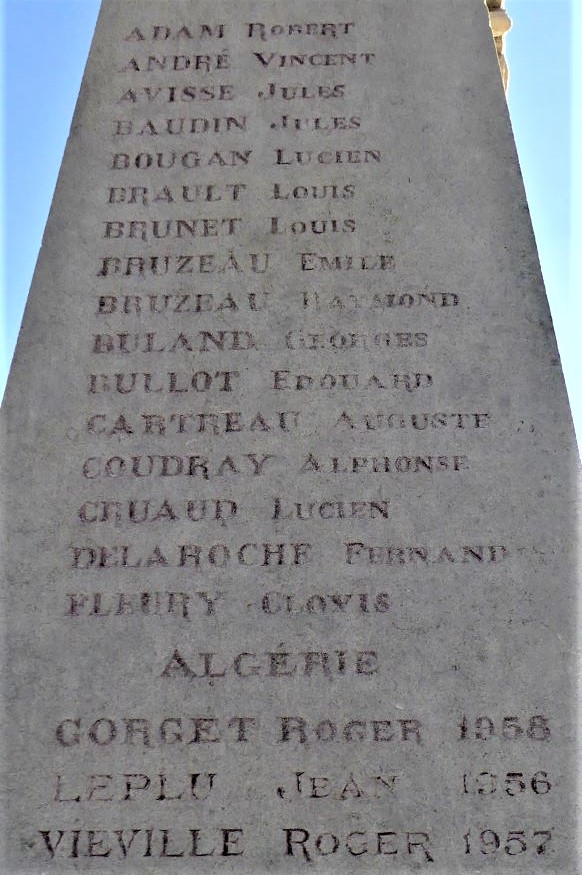 ADAM ROBERT
ANDRÉ VINCENT
AVISSE JULES
BAUDIN JULES
BOUGAN LUCIEN
BRAULT LOUIS
BRUNET LOUIS
BRUZEAU EMILE
BRUZEAU RAYMOND
BULAND GEORGES
BULLOT EDOUARD
CARTREAU AUGUSTE
COUDRAY ALPHONSE
CRUAUD LUCIEN
DELAROCHE FERNAND
FLEURY CLOVIS
ALGÉRIE
GORGET ROGER 1958
LEPLU JEAN 1956
VIEVILLE ROGER 1957